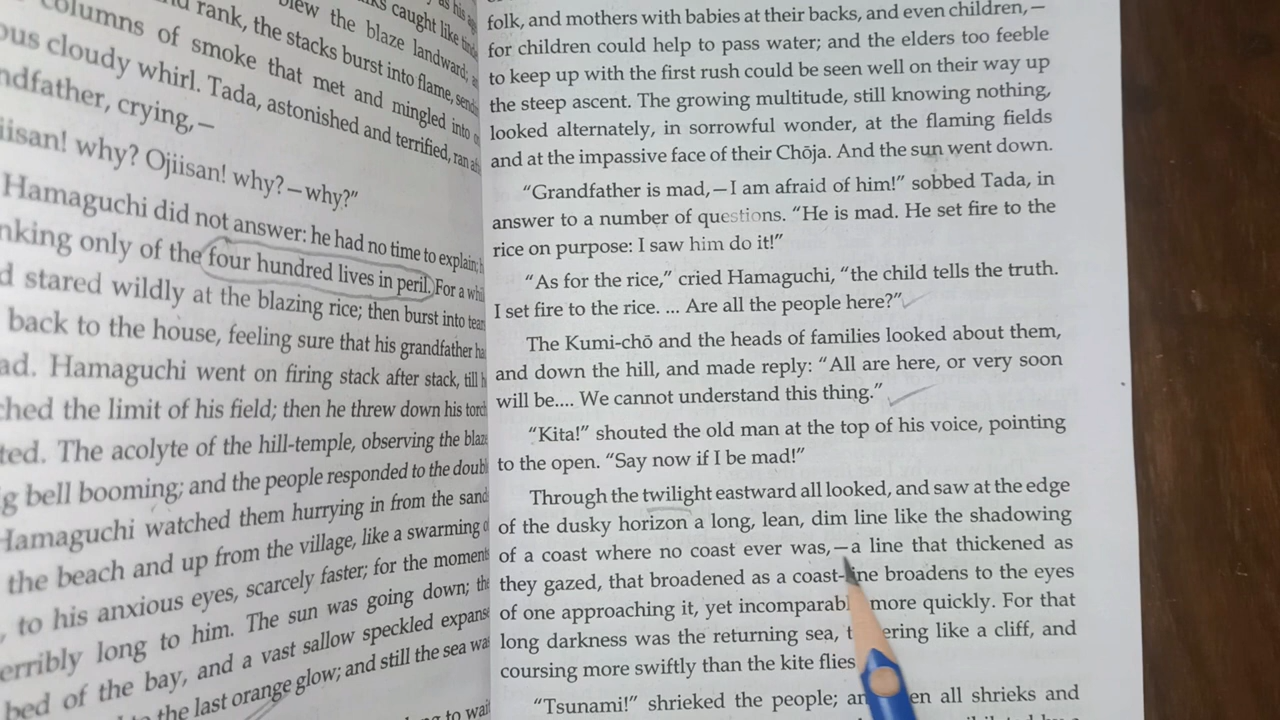 columns of smoke that met and mingled into
rank, the stacks burst into flame,
blew the blaze landward;
caught like
cloudy whirl. Tada, astonished and terrified, ran
crying,—
why? Ojiisan! why?—why?”
Hamaguchi did not answer: he had no time to explain;
only of the four hundred lives in peril. For a
stared wildly at the blazing rice; then burst into
back to the house, feeling sure that his grandfather
Hamaguchi went on firing stack after stack, till
the limit of his field; then he threw down his torch
The acolyte of the hill-temple, observing the
bell booming; and the people responded to the
Hamaguchi watched them hurrying in from the
the beach and up from the village, like a swarming
to his anxious eyes, scarcely faster; for the
long to him. The sun was going down; the
bed of the bay, and a vast sallow speckled
the last orange glow; and still the sea
to
folk, and mothers with babies at their backs, and even children,—
for children could help to pass water; and the elders too feeble
to keep up with the first rush could be seen well on their way up
the steep ascent. The growing multitude, still knowing nothing,
looked alternately, in sorrowful wonder, at the flaming fields
and at the impassive face of their Chōja. And the sun went down.
“Grandfather is mad,—I am afraid of him!” sobbed Tada, in
answer to a number of questions. “He is mad. He set fire to the
rice on purpose: I saw him do it!”
“As for the rice,” cried Hamaguchi, “the child tells the truth.
I set fire to the rice. ... Are all the people here?”
The Kumi-chō and the heads of families looked about them,
and down the hill, and made reply: “All are here, or very soon
will be.... We cannot understand this thing.”
“Kita!” shouted the old man at the top of his voice, pointing
to the open. “Say now if I be mad!”
Through the twilight eastward all looked, and saw at the edge
of the dusky horizon a long, lean, dim line like the shadowing
of a coast where no coast ever was,—a line that thickened as
they gazed, that broadened as a coast-line broadens to the eyes
of one approaching it, yet incomparably more quickly. For that
long darkness was the returning sea, towering like a cliff, and
coursing more swiftly than the kite flies
“Tsunami!” shrieked the people; and then all shrieks and